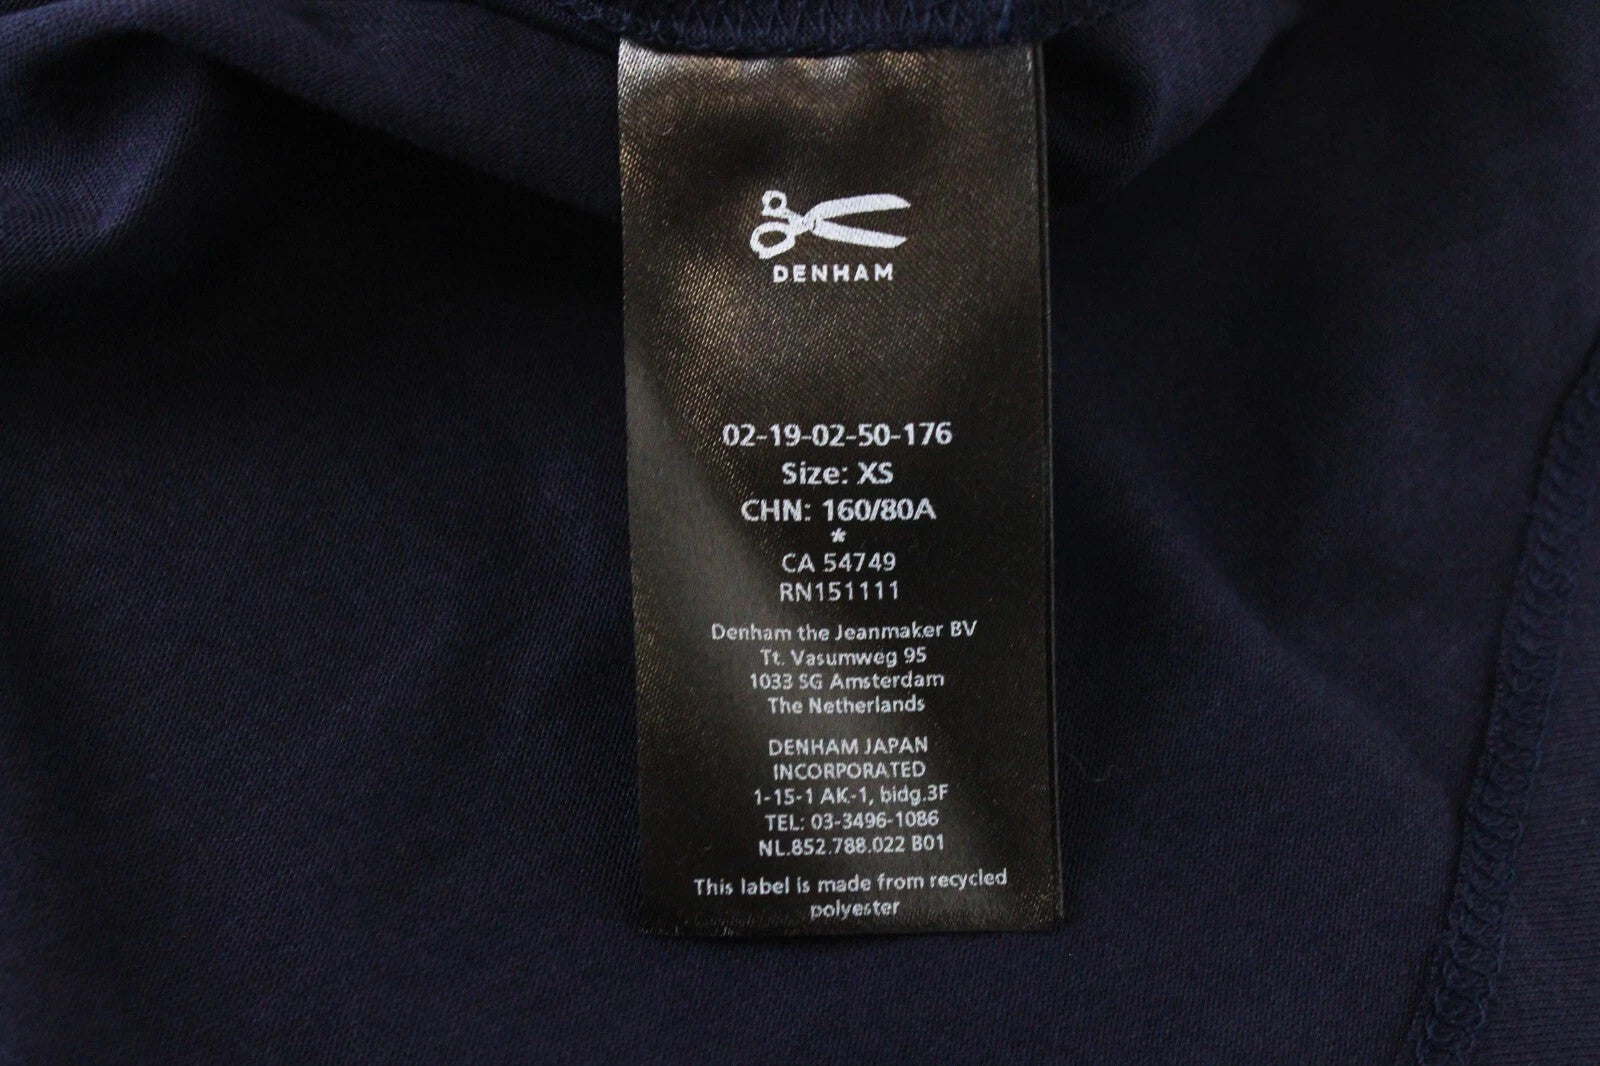 DENHAM
02-19-02-50-176
Size: XS
CHN: 160/80A
*
CA 54749
RN151111
Denham the Jeanmaker BV
Tt. Vasumweg 95
1033 SG Amsterdam
The Netherlands
DENHAM JAPAN
INCORPORATED
1-15-1 AK-1, bidg.3F
TEL: 03-3496-1086
NL.852.788.022 B01
This label is made from recycled
polyester